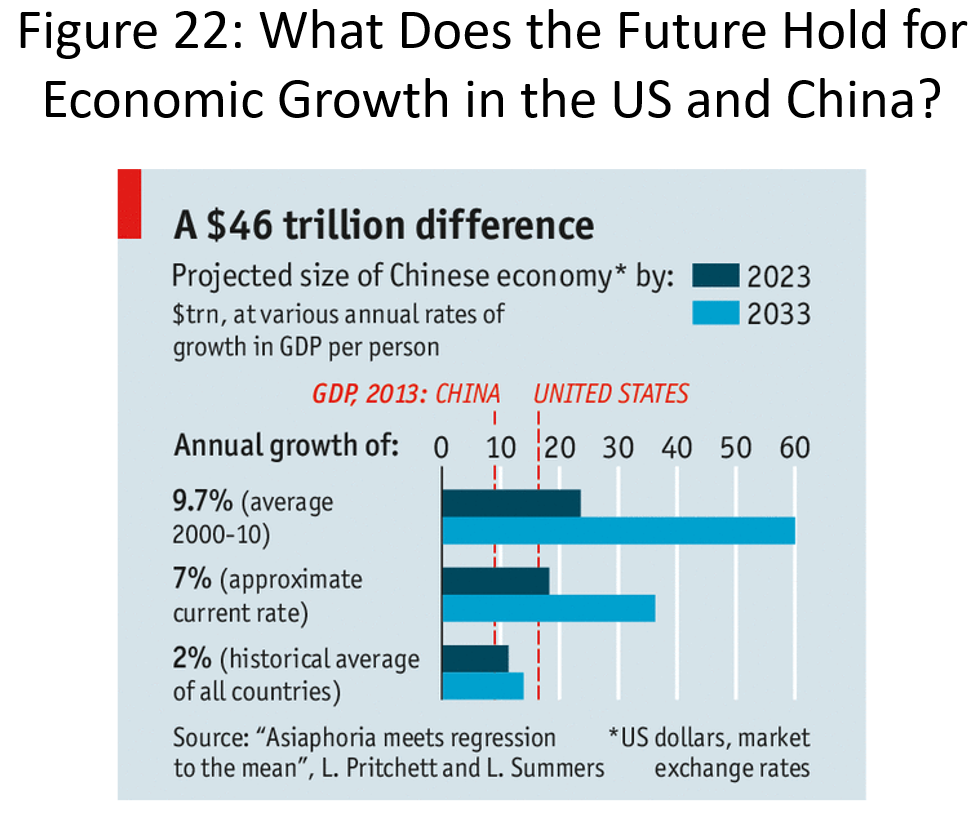 Figure 22: What Does the Future Hold for
Economic Growth in the US and China?
A $46 trillion difference
Projected size of Chinese economy* by:
2023
$trn, at various annual rates of
2033
growth in GDP per person
GDP, 2013: CHINA UNITED STATES
Annual growth of: 0 10 20 30 40 50 60
9.7% (average
2000-10)
7% (approximate
current rate)
2% (historical average
of all countries)
Source: “Asiaphoria meets regression
to the mean”, L. Pritchett and L. Summers
*US dollars, market
exchange rates